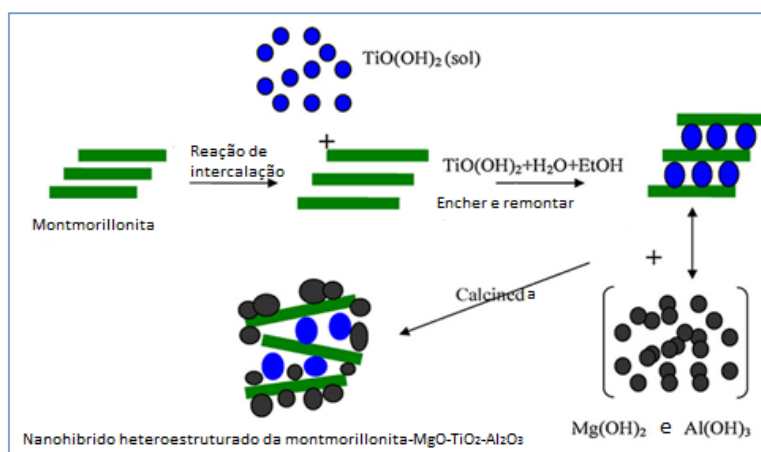 TiO(OH)₂ (sol)
+
Reação de
intercalação
TiO(OH)₂+H₂O+EtOH
Encher e remontar
Montmorillonita
+
Calcined a
Mg(OH)₂ e Al(OH)₃
Nanohibrido heteroestruturado da montmorillonita-MgO-TiO₂-Al₂O₃